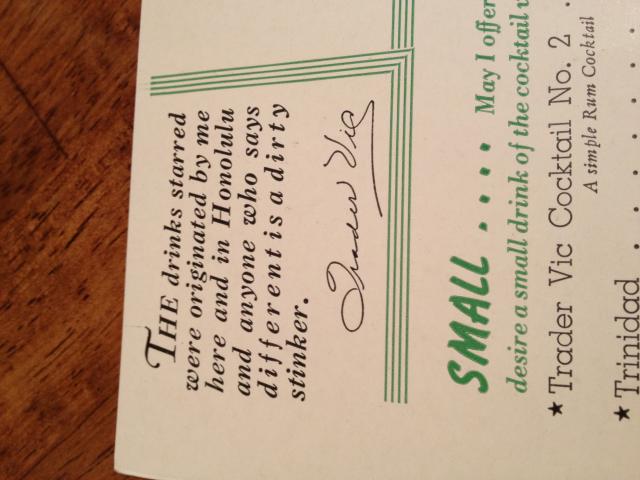 THE drinks starred
were originated by me
here and in Honolulu
and anyone who says
different is a dirty
stinker.
Trader Vic
SMALL .... May I offer
desire a small drink of the cocktail
★ Trader Vic Cocktail No. 2 .
A simple Rum Cocktail
★ Trinidad . . . . . . .